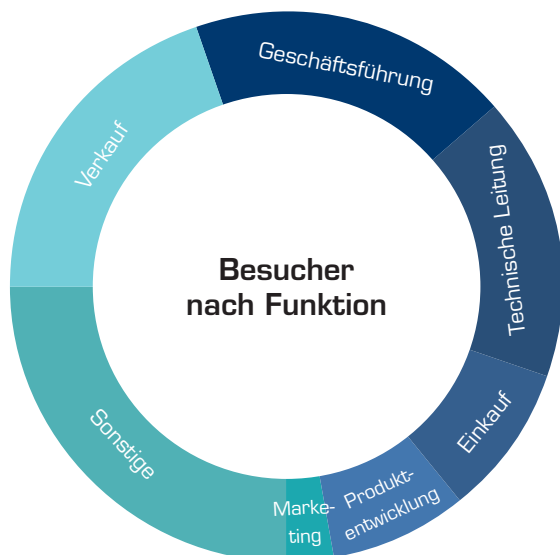 Geschäftsführung
Technische Leitung
Einkauf
Produkt-
entwicklung
Marke-
ting
Sonstige
Verkauf
Besucher
nach Funktion